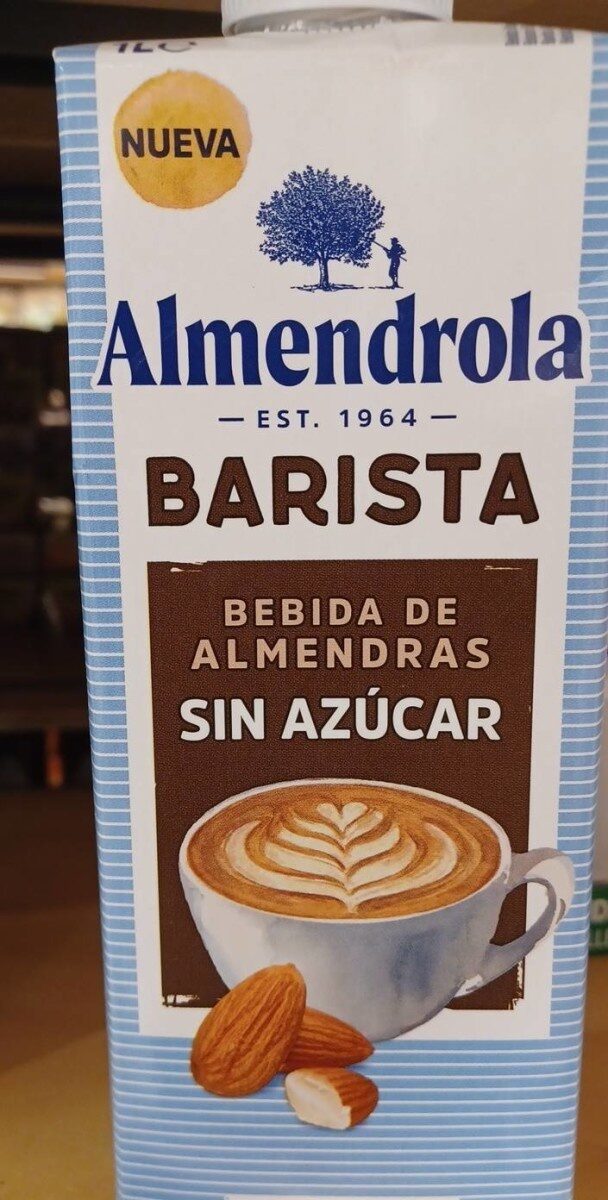 NUEVA
Almendrola
— EST. 1964 —
BARISTA
BEBIDA DE
ALMENDRAS
SIN AZÚCAR